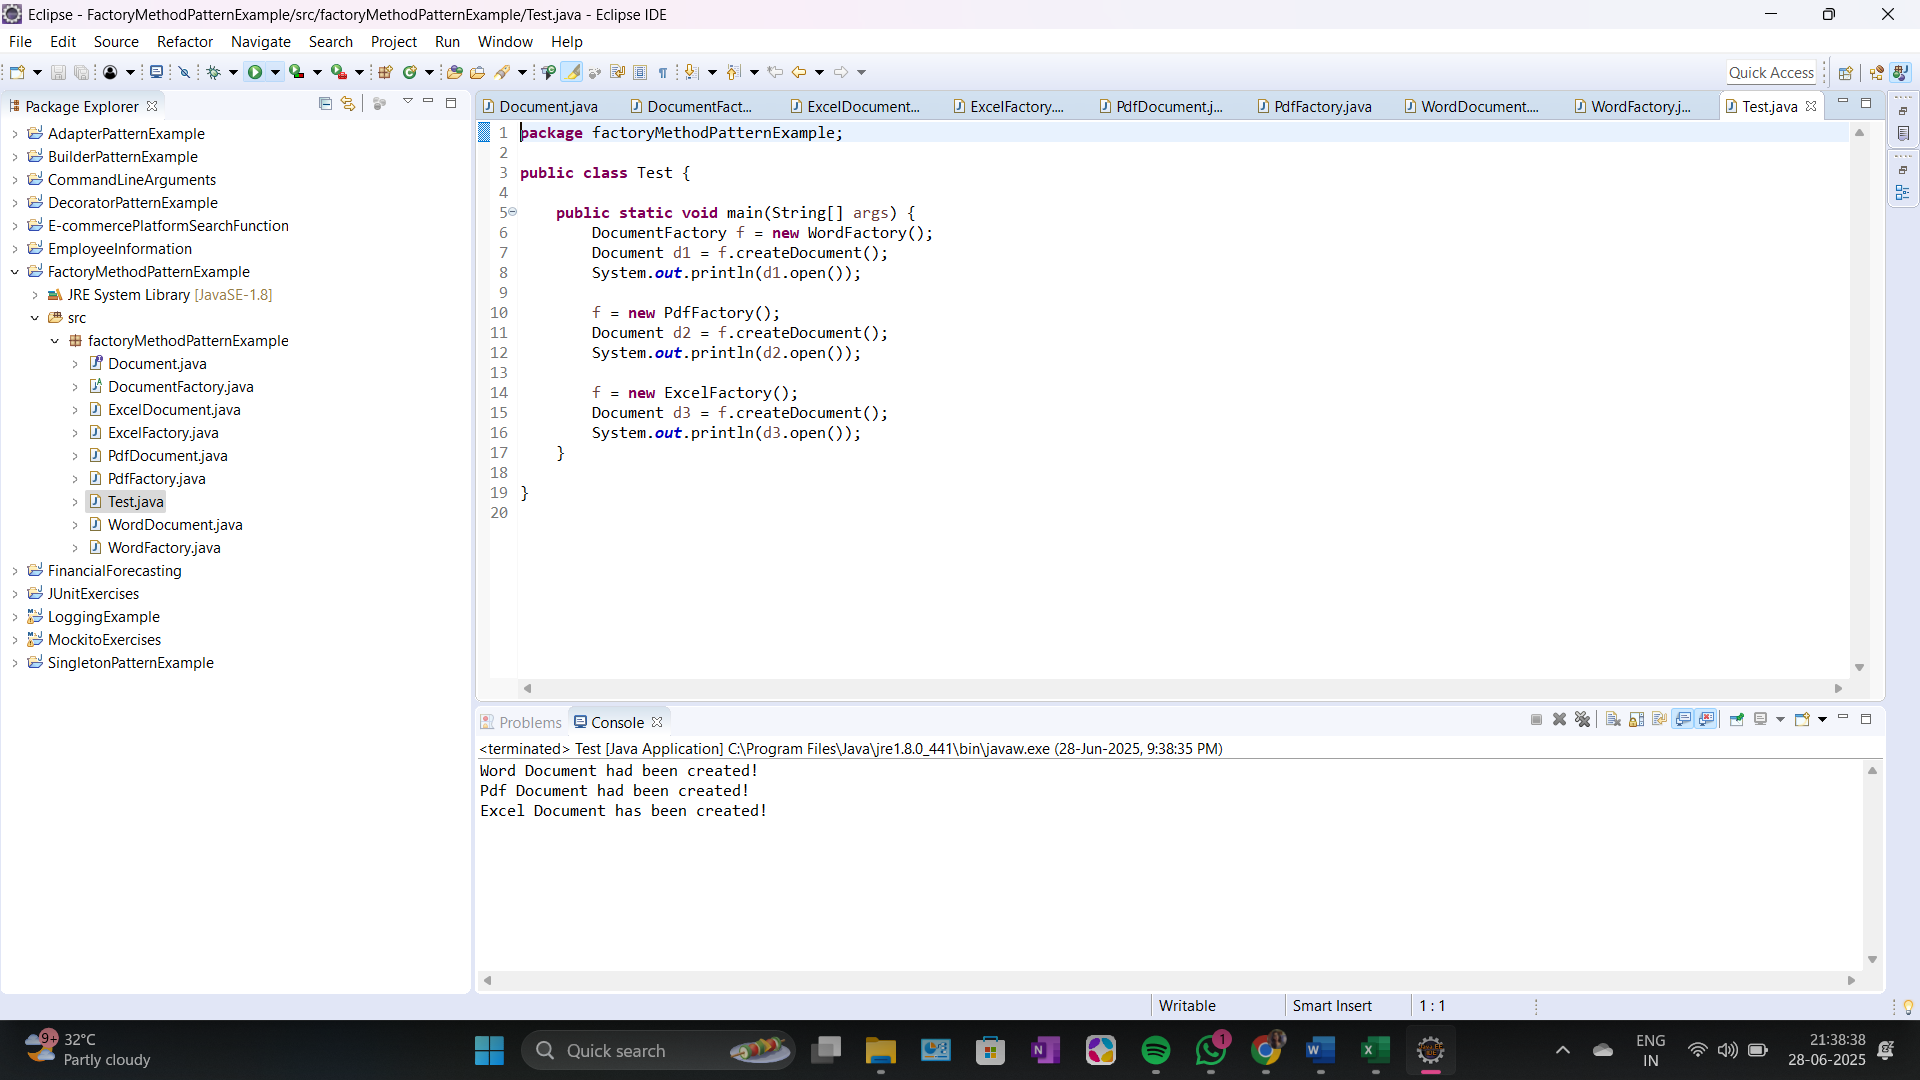 Eclipse - FactoryMethodPatternExample/src/factoryMethodPatternExample/Test.java - Eclipse IDE
File Edit Source Refactor Navigate Search Project Run Window Help
Quick Access
Package Explorer
AdapterPatternExample
BuilderPatternExample
CommandLineArguments
DecoratorPatternExample
E-commercePlatformSearchFunction
EmployeeInformation
FactoryMethodPatternExample
JRE System Library [JavaSE-1.8]
src
factoryMethodPatternExample
Document.java
DocumentFactory.java
ExcelDocument.java
ExcelFactory.java
PdfDocument.java
PdfFactory.java
Test.java
WordDocument.java
WordFactory.java
FinancialForecasting
JUnitExercises
LoggingExample
MockitoExercises
SingletonPatternExample
Document.java DocumentFact... ExcelDocument... ExcelFactory.... PdfDocument.j... PdfFactory.java WordDocument.... WordFactory.j... Test.java
1 package factoryMethodPatternExample;
2
3 public class Test {
4
5 public static void main(String[] args) {
6 DocumentFactory f = new WordFactory();
7 Document d1 = f.createDocument();
8 System.out.println(d1.open());
9
10 f = new PdfFactory();
11 Document d2 = f.createDocument();
12 System.out.println(d2.open());
13
14 f = new ExcelFactory();
15 Document d3 = f.createDocument();
16 System.out.println(d3.open());
17 }
18
19 }
20
Problems Console
<terminated> Test [Java Application] C:\Program Files\Java\jre1.8.0_441\bin\javaw.exe (28-Jun-2025, 9:38:35 PM)
Word Document had been created!
Pdf Document had been created!
Excel Document has been created!
Writable Smart Insert 1 : 1
9+
32°C
Partly cloudy
Quick search
1
ENG
IN
21:38:38
28-06-2025